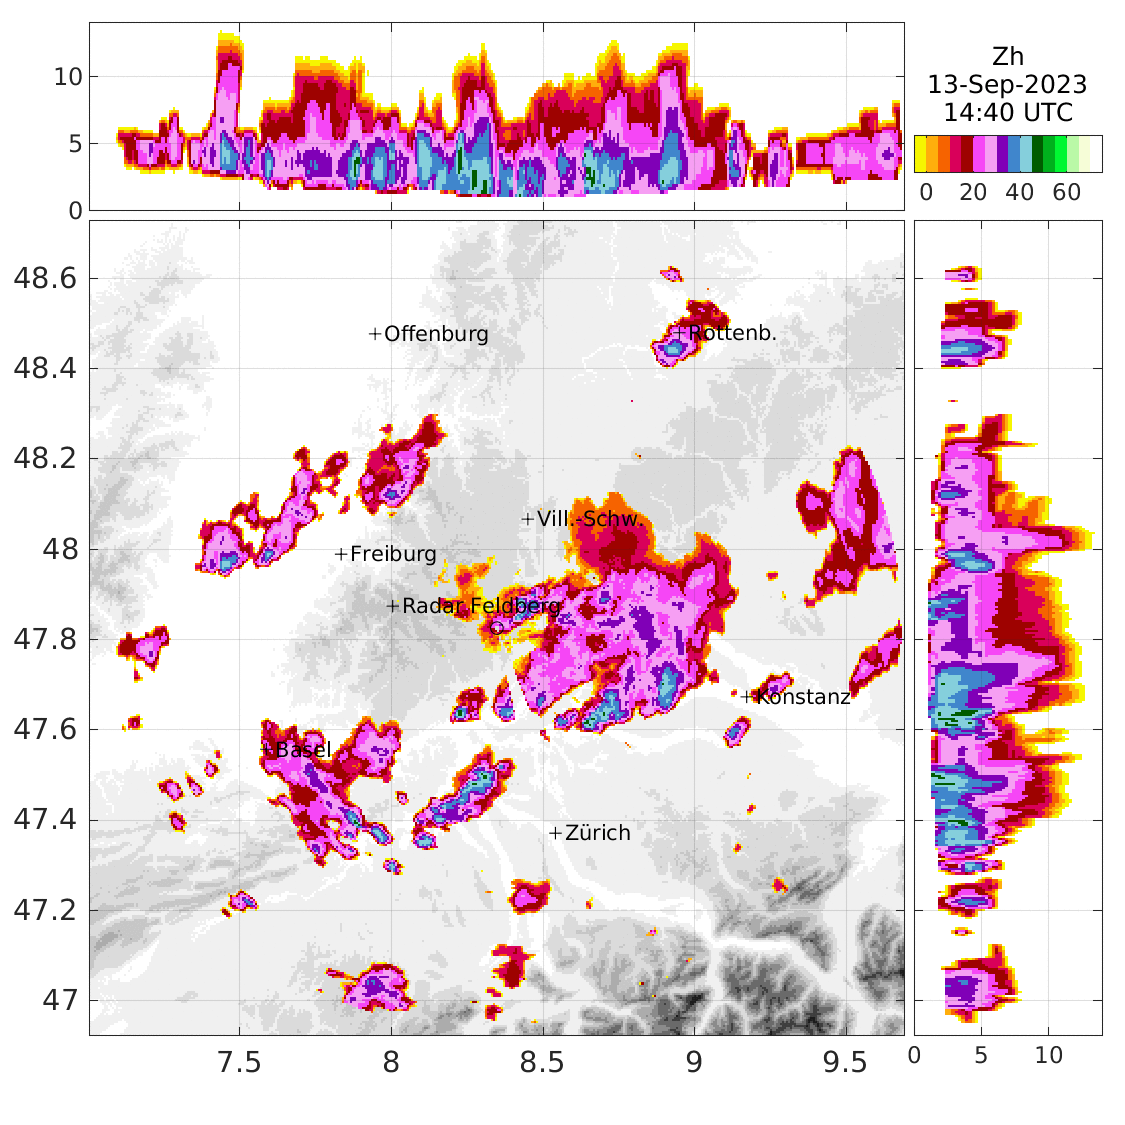 Zh
13-Sep-2023
14:40 UTC
10
5
0
0 20 40 60
48.6
48.4
48.2
48
47.8
47.6
47.4
47.2
47
+Offenburg
+Rottenb.
+Vill.-Schw.
+Freiburg
+Radar Feldberg
+Konstanz
+Basel
+Zürich
7.5 8 8.5 9 9.5
0 5 10